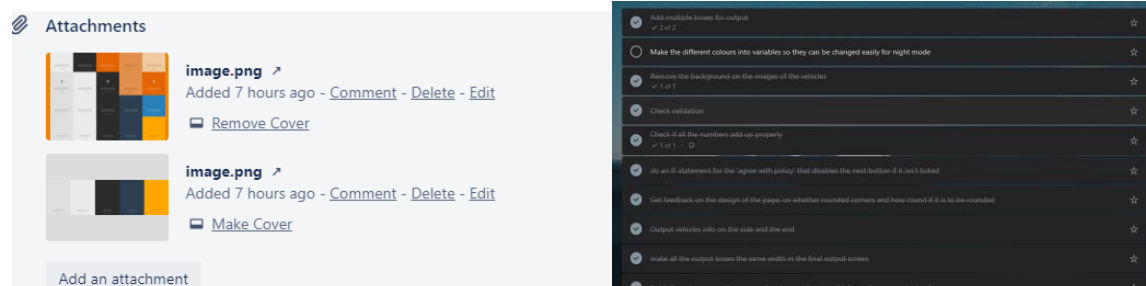 Attachments
image.png ↗
Added 7 hours ago - Comment - Delete - Edit
Remove Cover
image.png ↗
Added 7 hours ago - Comment - Delete - Edit
Make Cover
Add an attachment
Add multiple boxes for output
✓ 2 of 2
Make the different colours into variables so they can be changed easily for night mode
Remove the background on the images of the vehicles
✓ 1 of 1
Check validation
Check if all the numbers add up properly
✓ 1 of 1
do an if statement for the 'agree with policy' that disables the next button if it isn't ticked
Get feedback on the design of the page, on whether rounded corners and how round if it is to be rounded
Output vehicles info on the side and the end
make all the output boxes the same width in the final output screen